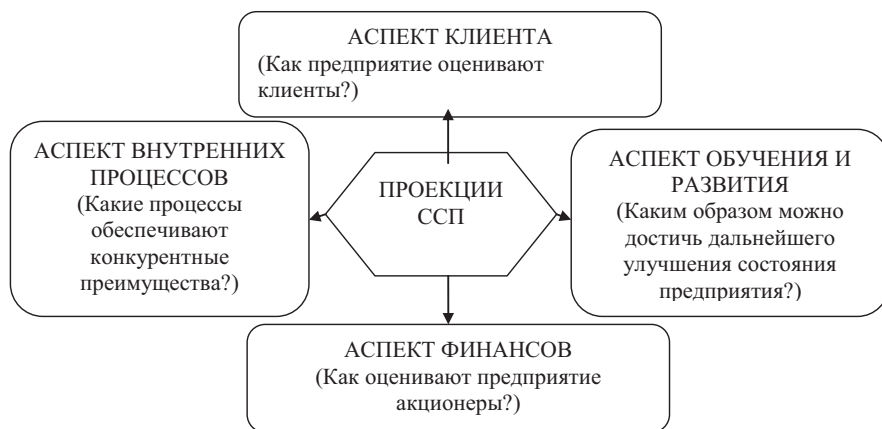 АСПЕКТ КЛИЕНТА
(Как предприятие оценивают
клиенты?)
АСПЕКТ ВНУТРЕННИХ
ПРОЦЕССОВ
(Какие процессы
обеспечивают
конкурентные
преимущества?)
ПРОЕКЦИИ
ССП
АСПЕКТ ОБУЧЕНИЯ И
РАЗВИТИЯ
(Каким образом можно
достичь дальнейшего
улучшения состояния
предприятия?)
АСПЕКТ ФИНАНСОВ
(Как оценивают предприятие
акционеры?)